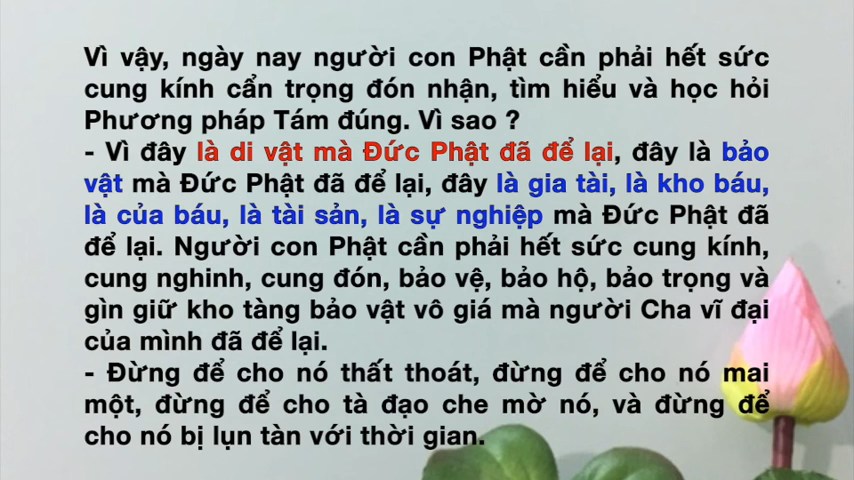 Vì vậy, ngày nay người con Phật cần phải hết sức
cung kính cẩn trọng đón nhận, tìm hiểu và học hỏi
Phương pháp Tám đúng. Vì sao ?
- Vì đây là di vật mà Đức Phật đã để lại, đây là bảo
vật mà Đức Phật đã để lại, đây là gia tài, là kho báu,
là của báu, là tài sản, là sự nghiệp mà Đức Phật đã
để lại. Người con Phật cần phải hết sức cung kính,
cung nghinh, cung đón, bảo vệ, bảo hộ, bảo trọng và
gìn giữ kho tàng bảo vật vô giá mà người Cha vĩ đại
của mình đã để lại.
- Đừng để cho nó thất thoát, đừng để cho nó mai
một, đừng để cho tà đạo che mờ nó, và đừng để
cho nó bị lụn tàn với thời gian.